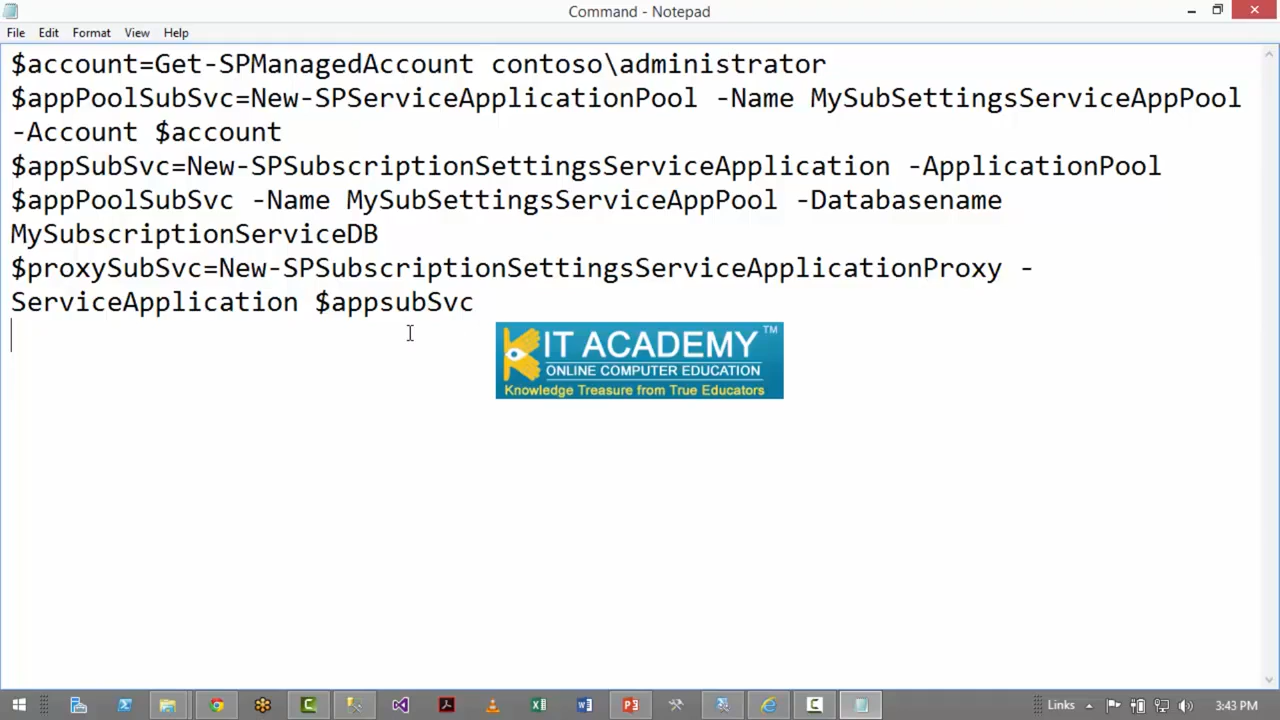 Command - Notepad
File Edit Format View Help
$account=Get-SPManagedAccount contoso\administrator
$appPoolSubSvc=New-SPServiceApplicationPool -Name MySubSettingsServiceAppPool
-Account $account
$appSubSvc=New-SPSubscriptionSettingsServiceApplication -ApplicationPool
$appPoolSubSvc -Name MySubSettingsServiceAppPool -Databasename
MySubscriptionServiceDB
$proxySubSvc=New-SPSubscriptionSettingsServiceApplicationProxy -
ServiceApplication $appsubSvc
IT ACADEMY TM
ONLINE COMPUTER EDUCATION
Knowledge Treasure from True Educators
Links 3:43 PM